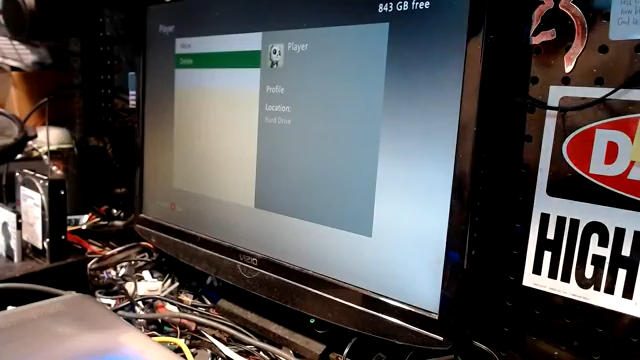 843 GB free
Player
Move
Delete
Player
Profile
Location:
Hard Drive
VIZIO
HIGH